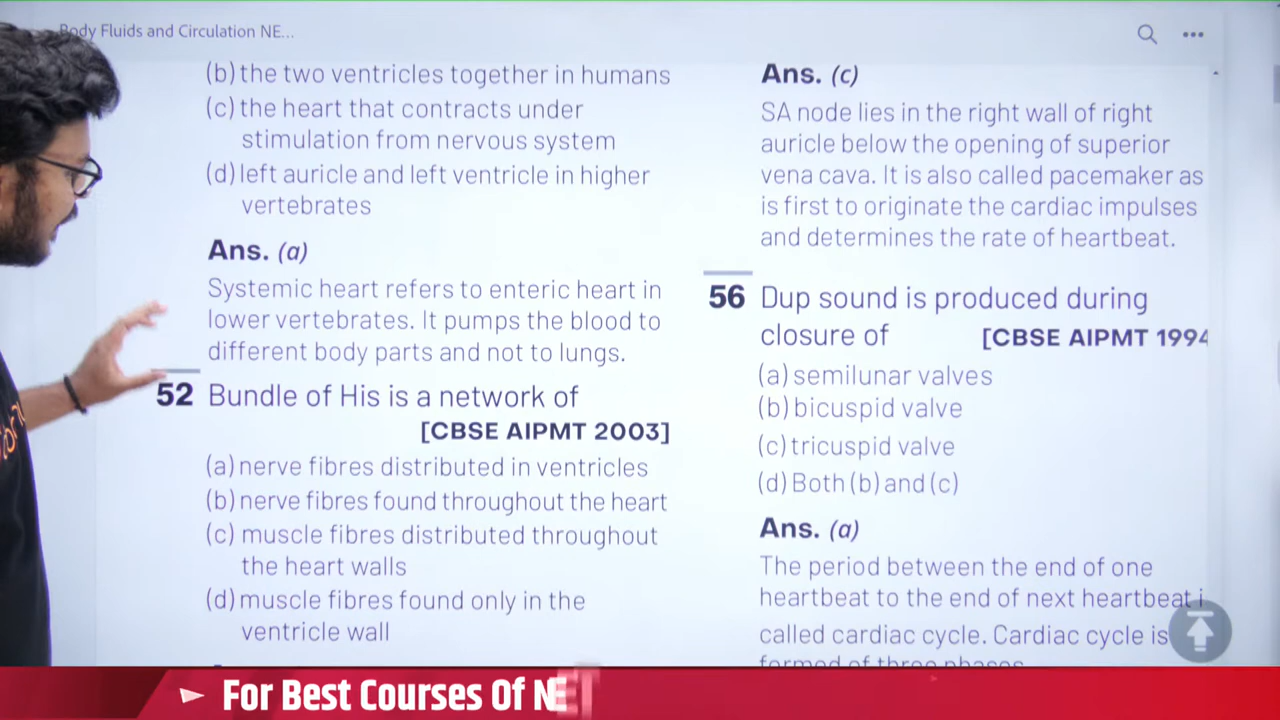 Body Fluids and Circulation NE...
(b) the two ventricles together in humans
(c) the heart that contracts under
stimulation from nervous system
(d) left auricle and left ventricle in higher
vertebrates
Ans. (a)
Systemic heart refers to enteric heart in
lower vertebrates. It pumps the blood to
different body parts and not to lungs.
52 Bundle of His is a network of
[CBSE AIPMT 2003]
(a) nerve fibres distributed in ventricles
(b) nerve fibres found throughout the heart
(c) muscle fibres distributed throughout
the heart walls
(d) muscle fibres found only in the
ventricle wall
Ans. (c)
SA node lies in the right wall of right
auricle below the opening of superior
vena cava. It is also called pacemaker as
is first to originate the cardiac impulses
and determines the rate of heartbeat.
56 Dup sound is produced during
closure of [CBSE AIPMT 1994
(a) semilunar valves
(b) bicuspid valve
(c) tricuspid valve
(d) Both (b) and (c)
Ans. (a)
The period between the end of one
heartbeat to the end of next heartbeat i
called cardiac cycle. Cardiac cycle is
formed of three phases
For Best Courses Of NET